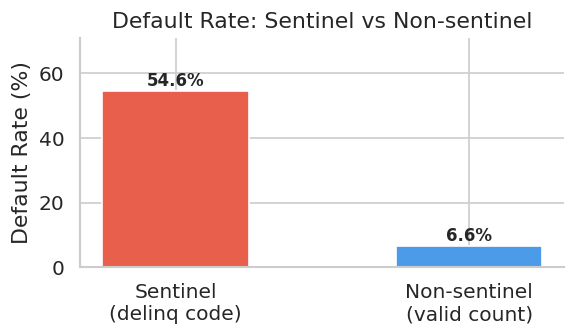 Default Rate: Sentinel vs Non-sentinel
Default Rate (%)
60
40
20
0
54.6%
6.6%
Sentinel
(delinq code)
Non-sentinel
(valid count)